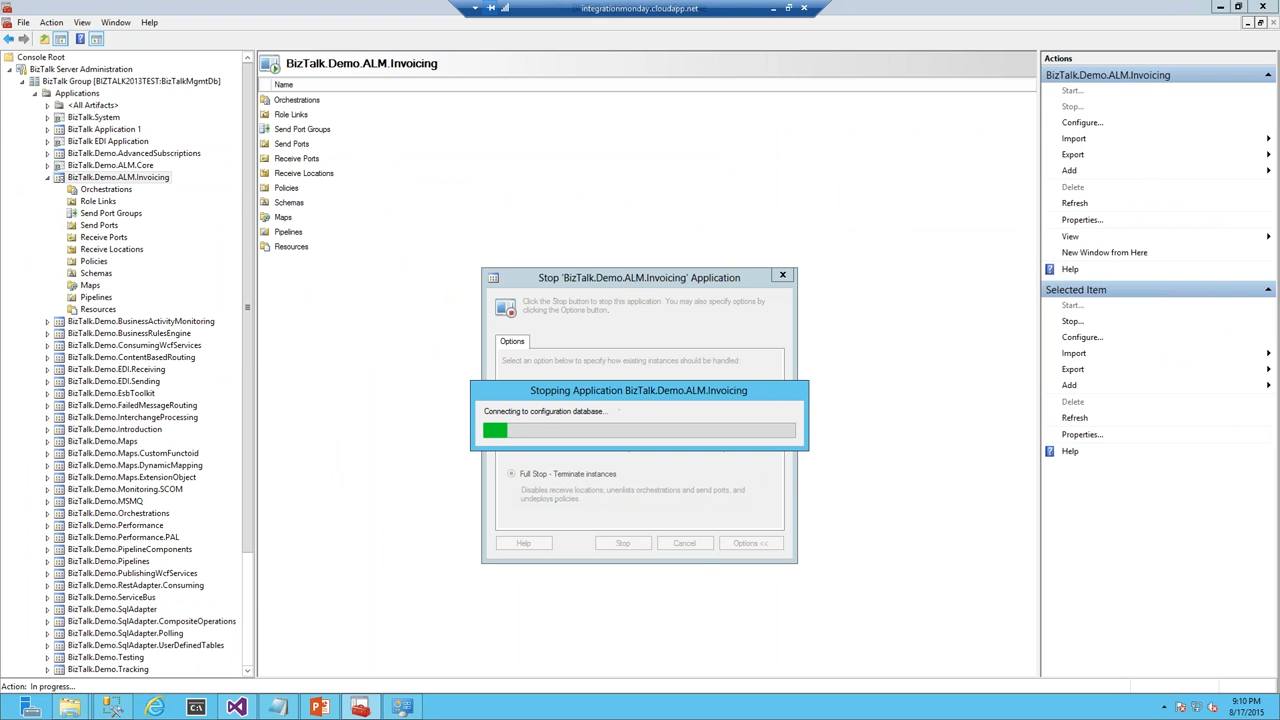 integrationmonday.cloudapp.net
File Action View Window Help
Console Root
BizTalk Server Administration
BizTalk Group [BIZTALK2013TEST:BizTalkMgmtDb]
Applications
<All Artifacts>
BizTalk.System
BizTalk Application 1
BizTalk EDI Application
BizTalk.Demo.AdvancedSubscriptions
BizTalk.Demo.ALM.Core
BizTalk.Demo.ALM.Invoicing
Orchestrations
Role Links
Send Port Groups
Send Ports
Receive Ports
Receive Locations
Policies
Schemas
Maps
Pipelines
Resources
BizTalk.Demo.BusinessActivityMonitoring
BizTalk.Demo.BusinessRulesEngine
BizTalk.Demo.ConsumingWcfServices
BizTalk.Demo.ContentBasedRouting
BizTalk.Demo.EDI.Receiving
BizTalk.Demo.EDI.Sending
BizTalk.Demo.EsbToolkit
BizTalk.Demo.FailedMessageRouting
BizTalk.Demo.InterchangeProcessing
BizTalk.Demo.Introduction
BizTalk.Demo.Maps
BizTalk.Demo.Maps.CustomFunctoid
BizTalk.Demo.Maps.DynamicMapping
BizTalk.Demo.Maps.ExtensionObject
BizTalk.Demo.Monitoring.SCOM
BizTalk.Demo.MSMQ
BizTalk.Demo.Orchestrations
BizTalk.Demo.Performance
BizTalk.Demo.Performance.PAL
BizTalk.Demo.PipelineComponents
BizTalk.Demo.Pipelines
BizTalk.Demo.PublishingWcfServices
BizTalk.Demo.RestAdapter.Consuming
BizTalk.Demo.ServiceBus
BizTalk.Demo.SqlAdapter
BizTalk.Demo.SqlAdapter.CompositeOperations
BizTalk.Demo.SqlAdapter.Polling
BizTalk.Demo.SqlAdapter.UserDefinedTables
BizTalk.Demo.Testing
BizTalk.Demo.Tracking
BizTalk.Demo.ALM.Invoicing
Name
Orchestrations
Role Links
Send Port Groups
Send Ports
Receive Ports
Receive Locations
Policies
Schemas
Maps
Pipelines
Resources
Stop 'BizTalk.Demo.ALM.Invoicing' Application
Click the Stop button to stop this application. You may also specify options by
clicking the Options button.
Options
Select an option below to specify how existing instances should be handled:
Stopping Application BizTalk.Demo.ALM.Invoicing
Connecting to configuration database...
Full Stop - Terminate instances
Disables receive locations, unenlists orchestrations and send ports, and
undeploys policies
Help Stop Cancel Options <<
Actions
BizTalk.Demo.ALM.Invoicing
Start...
Stop...
Configure...
Import
Export
Add
Delete
Refresh
Properties...
View
New Window from Here
Help
Selected Item
Start...
Stop...
Configure...
Import
Export
Add
Delete
Refresh
Properties...
Help
Action: In progress...
9:10 PM
8/17/2015